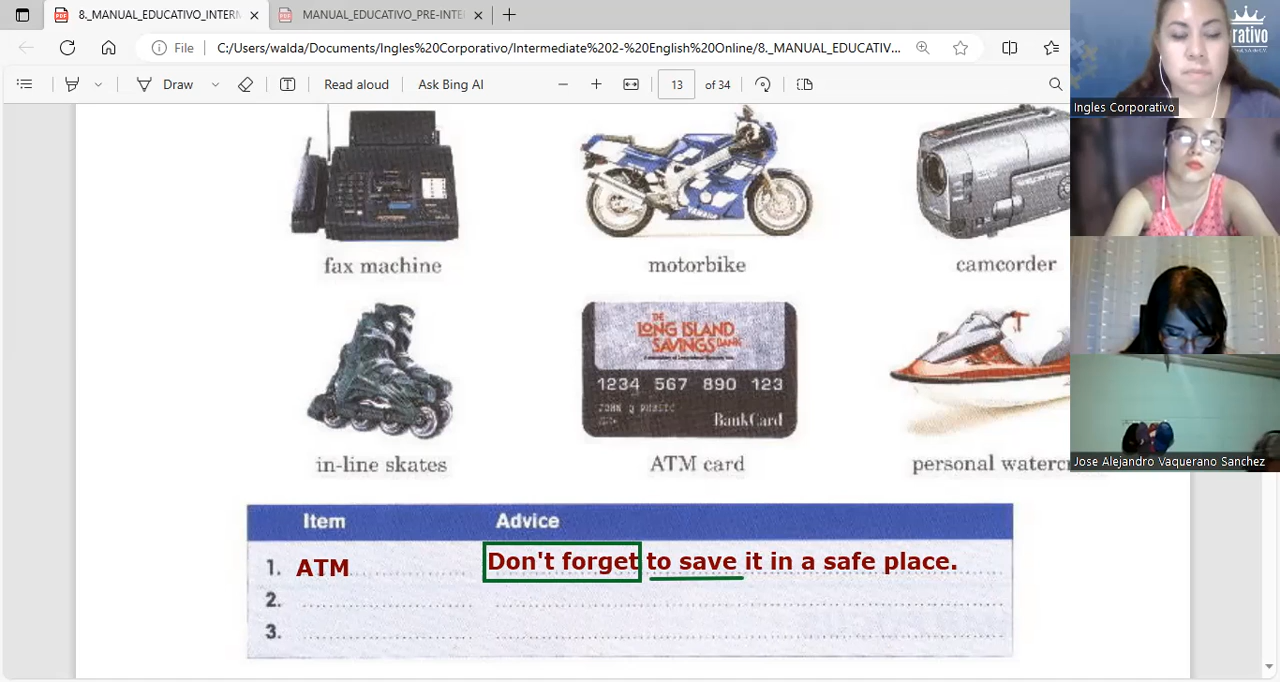 8._MANUAL_EDUCATIVO_INTERN
MANUAL_EDUCATIVO_PRE-INTE
File
C:/Users/walda/Documents/Ingles%20Corporativo/Intermediate%202-%20English%20Online/8._MANUAL_EDUCATIV...
Draw
Read aloud
Ask Bing AI
13 of 34
rativo
Ingles Corporativo
fax machine
motorbike
camcorder
DE
LONG ISLAND
SAVINGS BANK
1234 567 890 123
BankCard
in-line skates
ATM card
personal waterc
Jose Alejandro Vaquerano Sanchez
Item
Advice
1. ATM
Don't forget to save it in a safe place.
2.
3.